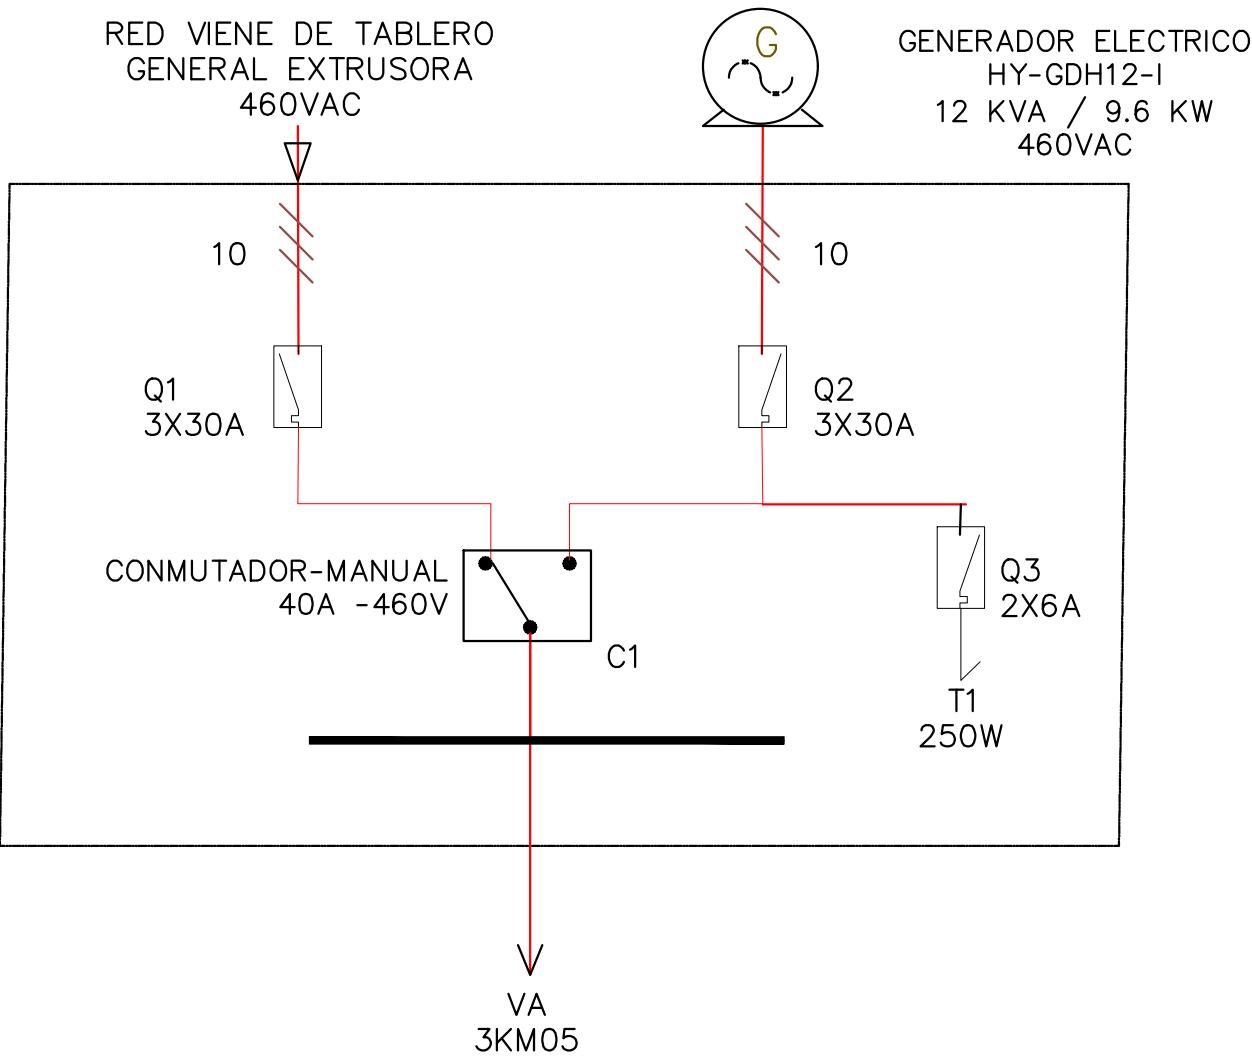 RED VIENE DE TABLERO
GENERAL EXTRUSORA
460VAC
G
GENERADOR ELECTRICO
HY-GDH12-I
12 KVA / 9.6 KW
460VAC
10
10
Q1
3X30A
Q2
3X30A
CONMUTADOR-MANUAL
40A -460V
C1
Q3
2X6A
T1
250W
VA
3KM05